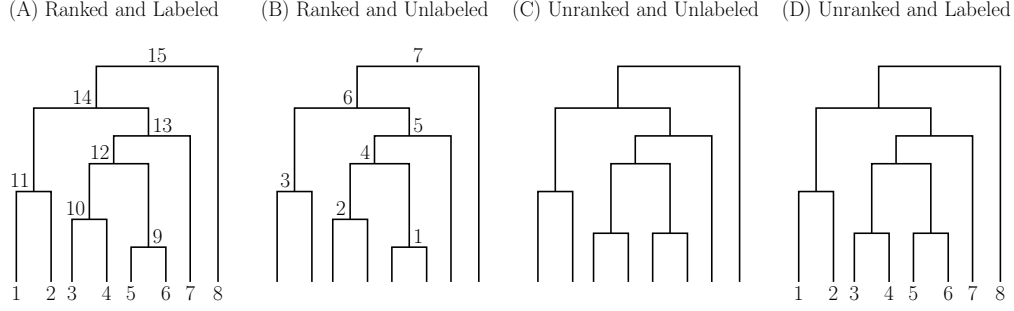 (A) Ranked and Labeled
(B) Ranked and Unlabeled
(C) Unranked and Unlabeled
(D) Unranked and Labeled
15
14
13
12
11
10
9
1 2 3 4 5 6 7 8
7
6
5
4
3
2
1
1 2 3 4 5 6 7 8